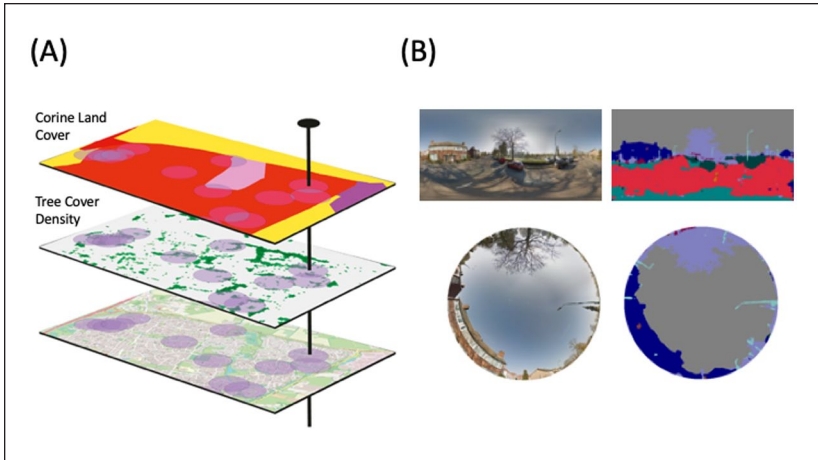 (A)
Corine Land
Cover
Tree Cover
Density
(B)